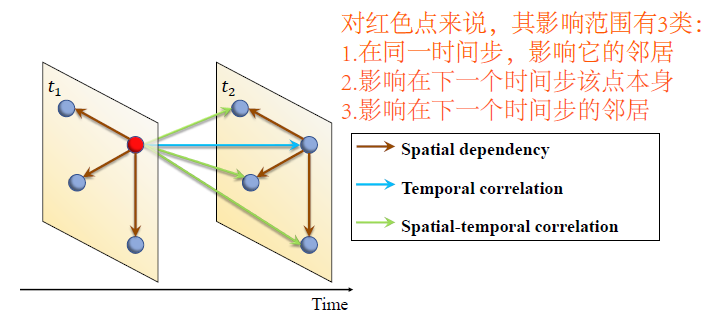 对红色点来说，其影响范围有3类：
1.在同一时间步，影响它的邻居
2.影响在下一个时间步该点本身
3.影响在下一个时间步的邻居
t₁
t₂
Spatial dependency
Temporal correlation
Spatial-temporal correlation
Time